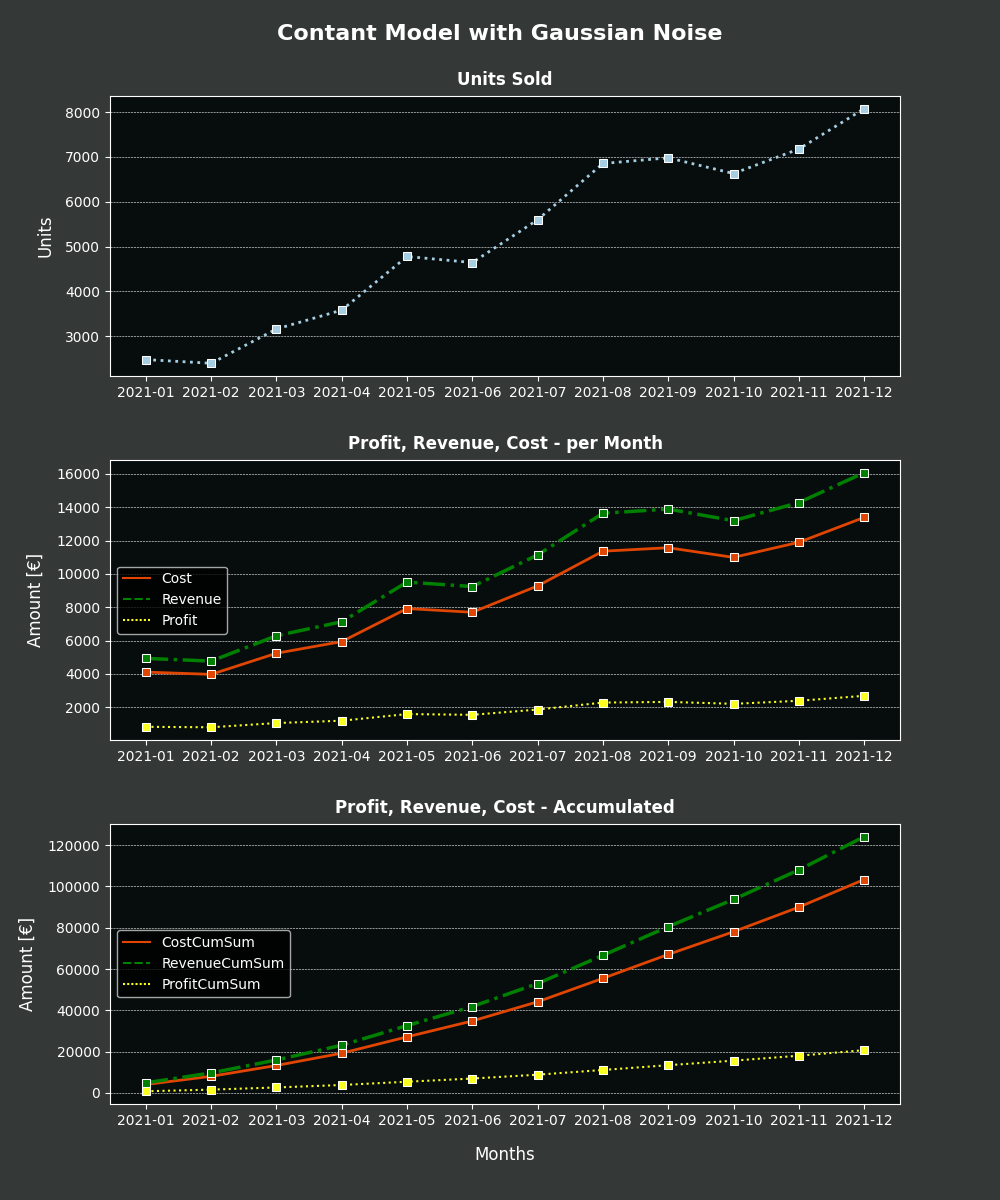 Contant Model with Gaussian Noise
Units Sold
Units
8000
7000
6000
5000
4000
3000
2021-01 2021-02 2021-03 2021-04 2021-05 2021-06 2021-07 2021-08 2021-09 2021-10 2021-11 2021-12
Profit, Revenue, Cost - per Month
Amount [€]
16000
14000
12000
10000
8000
6000
4000
2000
Cost
Revenue
Profit
2021-01 2021-02 2021-03 2021-04 2021-05 2021-06 2021-07 2021-08 2021-09 2021-10 2021-11 2021-12
Profit, Revenue, Cost - Accumulated
Amount [€]
120000
100000
80000
60000
40000
20000
0
CostCumSum
RevenueCumSum
ProfitCumSum
2021-01 2021-02 2021-03 2021-04 2021-05 2021-06 2021-07 2021-08 2021-09 2021-10 2021-11 2021-12
Months